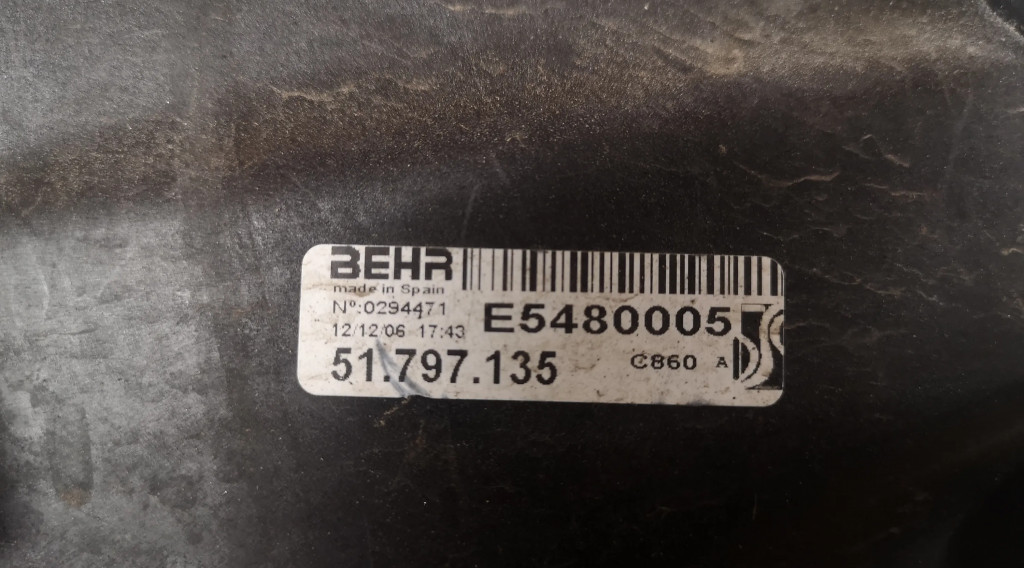 BEHR
made in Spain
Nº:0294471
12/12/06 17:43
E5480005
51.797.135
C860 A